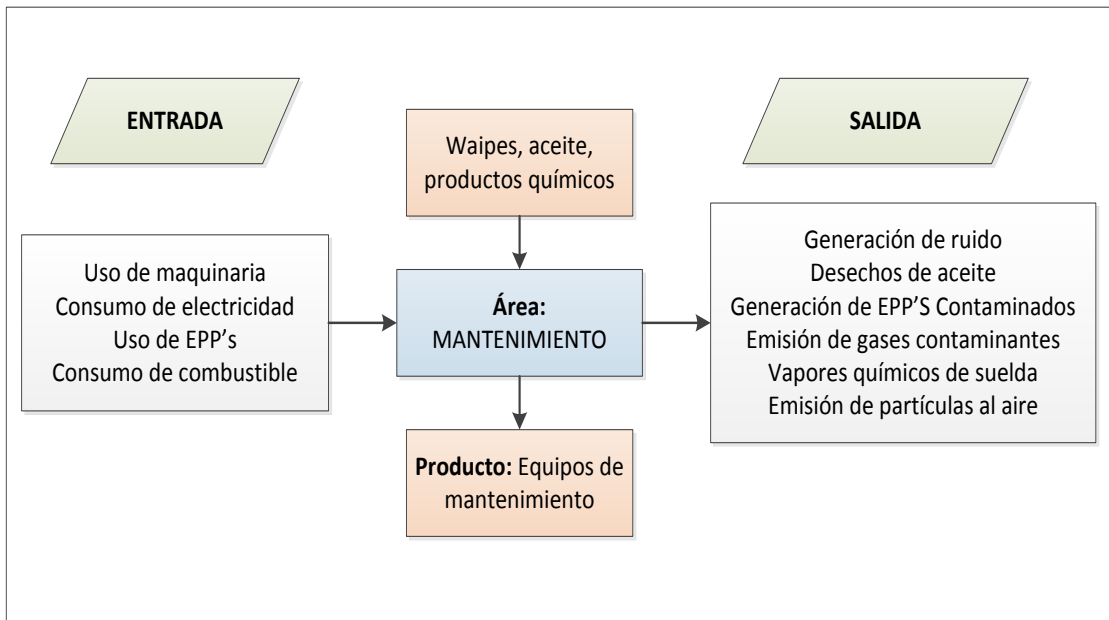 ENTRADA
Waipes, aceite,
productos químicos
SALIDA
Uso de maquinaria
Consumo de electricidad
Uso de EPP's
Consumo de combustible
Área:
MANTENIMIENTO
Generación de ruido
Desechos de aceite
Generación de EPP'S Contaminados
Emisión de gases contaminantes
Vapores químicos de suelda
Emisión de partículas al aire
Producto: Equipos de
mantenimiento